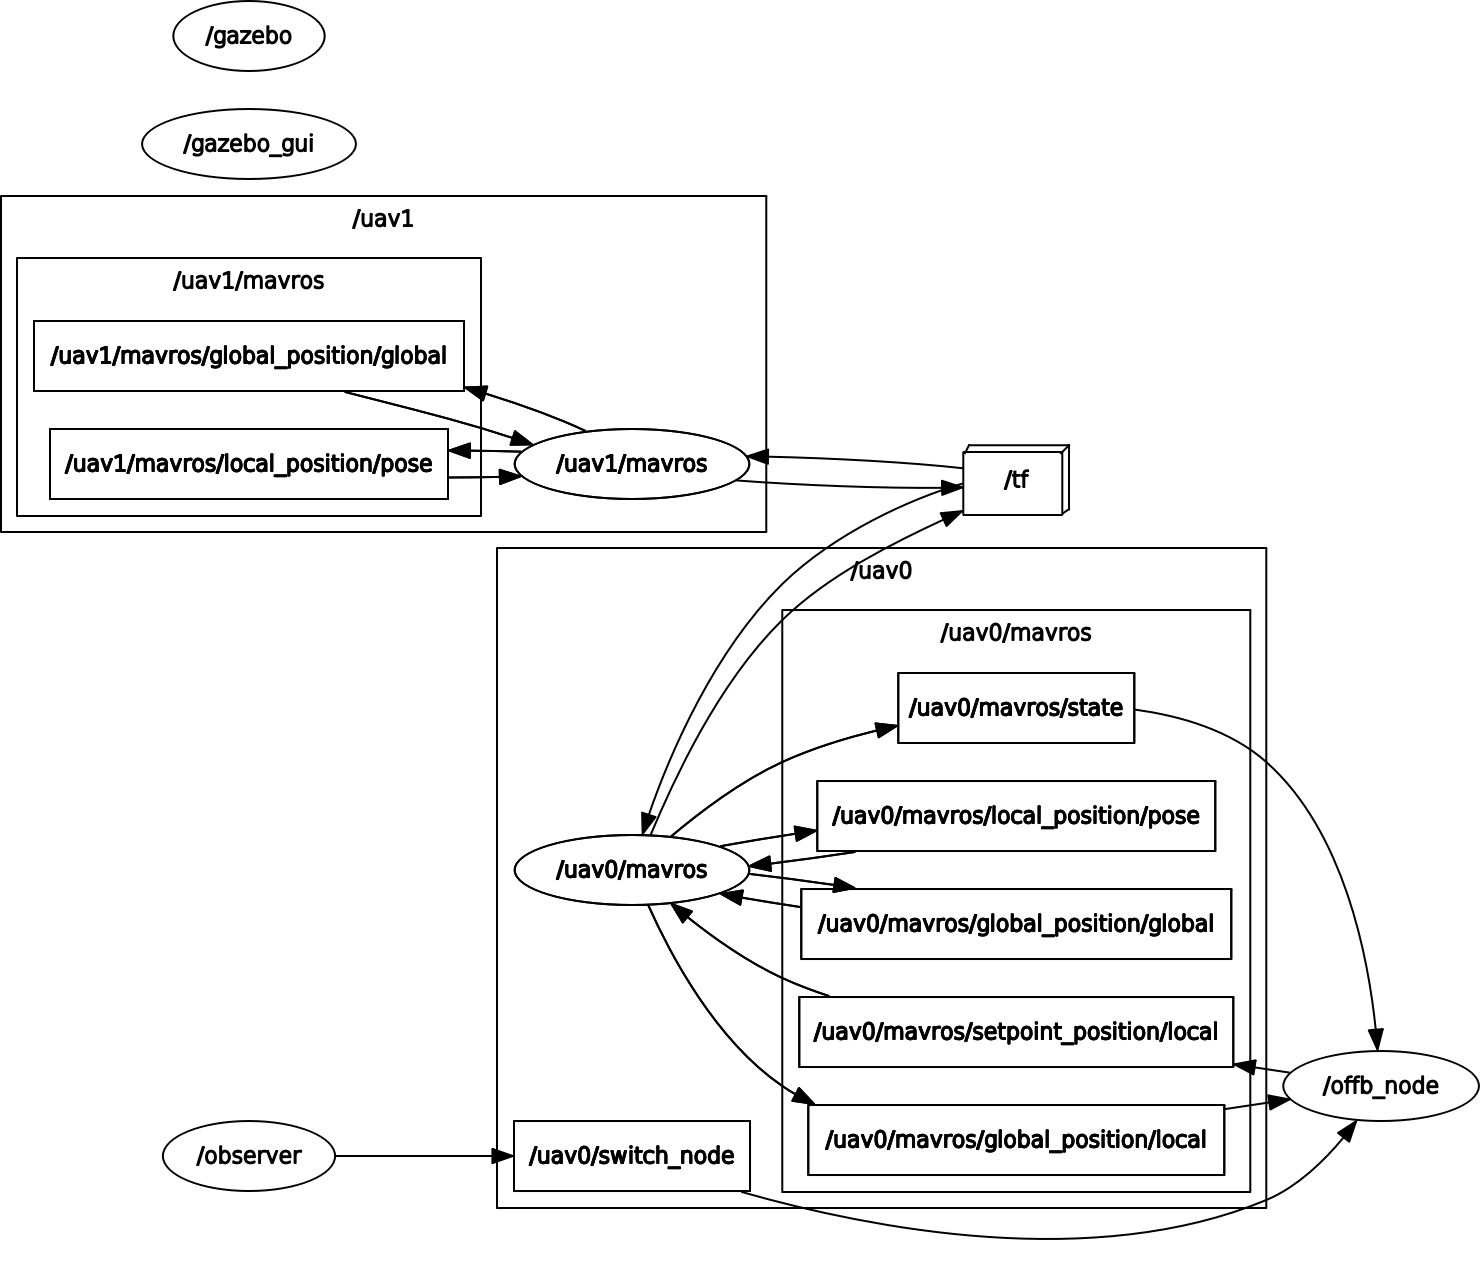 /gazebo
/gazebo_gui
/uav1
/uav1/mavros
/uav1/mavros/global_position/global
/uav1/mavros/local_position/pose
/uav1/mavros
/tf
/uav0
/uav0/mavros
/uav0/mavros/state
/uav0/mavros/local_position/pose
/uav0/mavros
/uav0/mavros/global_position/global
/uav0/mavros/setpoint_position/local
/offb_node
/uav0/mavros/global_position/local
/observer
/uav0/switch_node